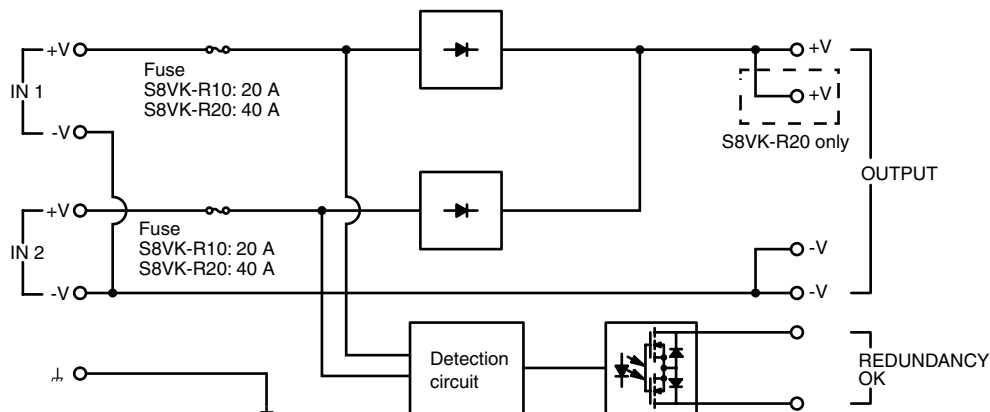 +V
IN 1
-V
Fuse
S8VK-R10: 20 A
S8VK-R20: 40 A
+V
+V
S8VK-R20 only
OUTPUT
+V
IN 2
-V
Fuse
S8VK-R10: 20 A
S8VK-R20: 40 A
-V
-V
Detection
circuit
REDUNDANCY
OK